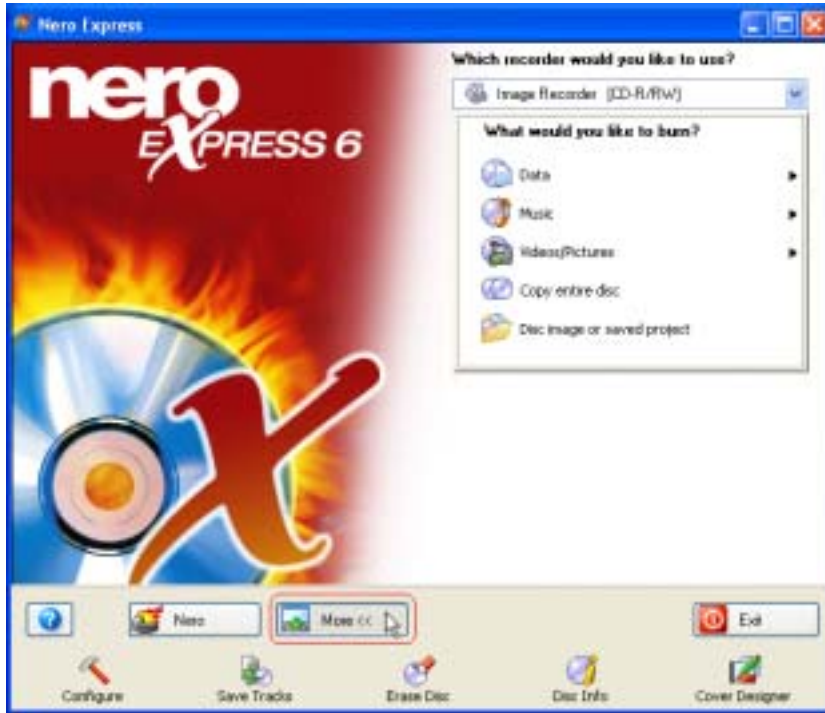 Nero Express
nero
EXPRESS 6
Which recorder would you like to use?
Image Recorder [CD-R/RW]
What would you like to burn?
Data
Music
Videos/Pictures
Copy entire disc
Disc image or saved project
?
Nero
More <<
Exit
Configure
Save Tracks
Erase Disc
Disc Info
Cover Designer